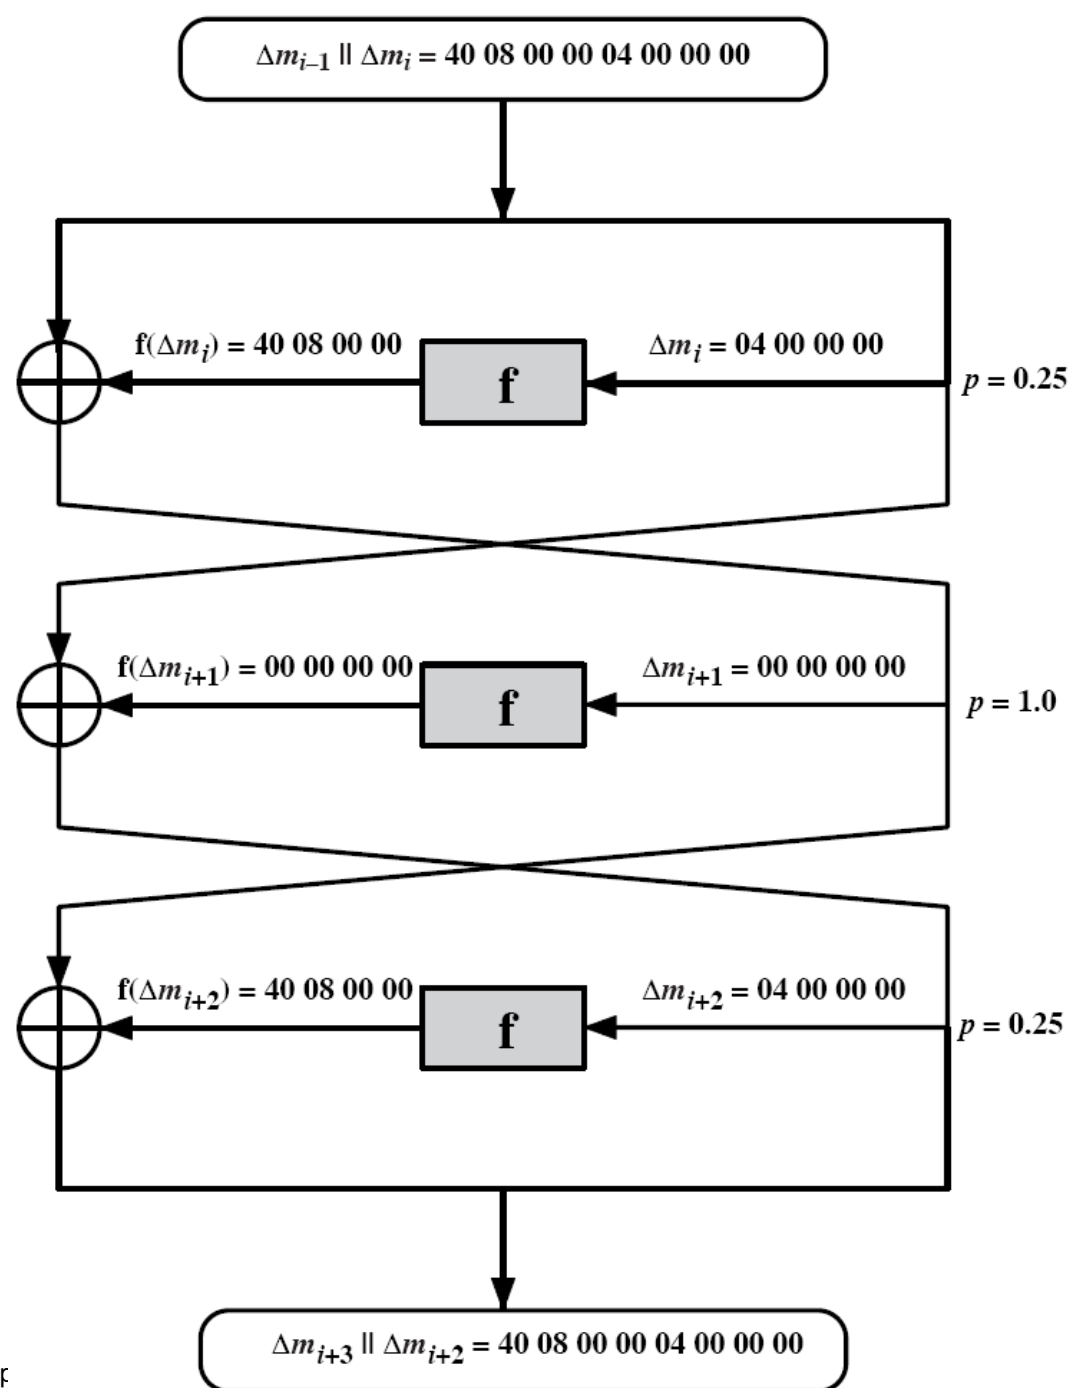 Δm_{i–1} || Δm_i = 40 08 00 00 04 00 00 00
f(Δm_i) = 40 08 00 00
f
Δm_i = 04 00 00 00
p = 0.25
f(Δm_{i+1}) = 00 00 00 00
f
Δm_{i+1} = 00 00 00 00
p = 1.0
f(Δm_{i+2}) = 40 08 00 00
f
Δm_{i+2} = 04 00 00 00
p = 0.25
Δm_{i+3} || Δm_{i+2} = 40 08 00 00 04 00 00 00